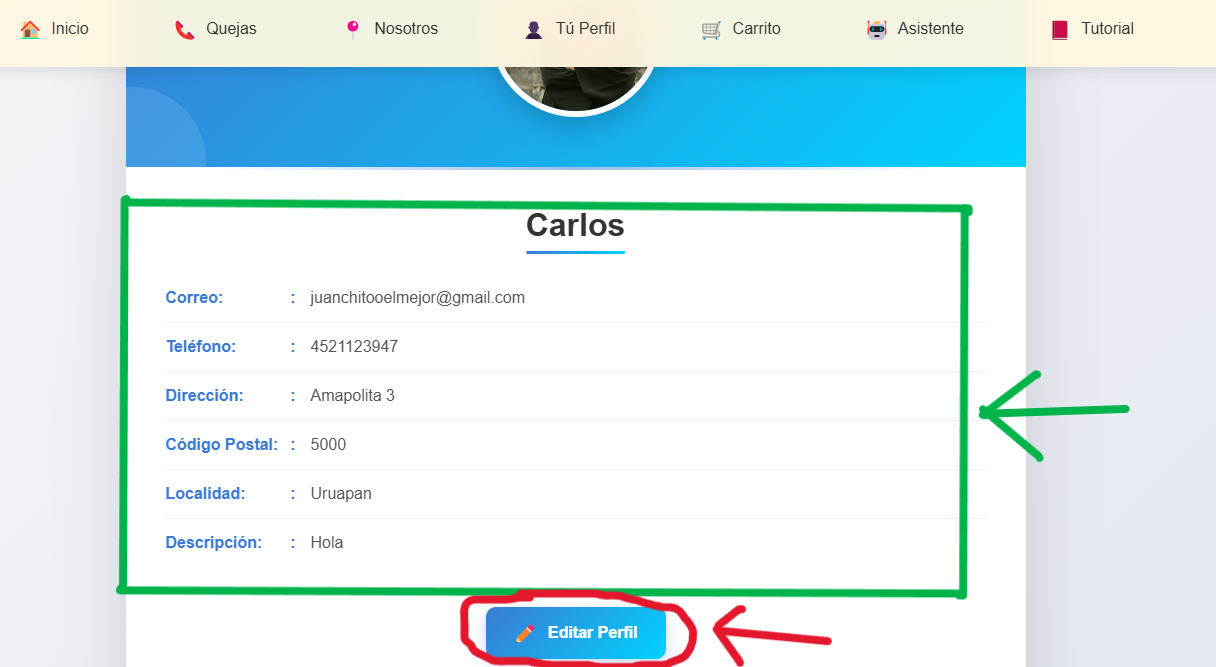 Inicio Quejas Nosotros Tú Perfil Carrito Asistente Tutorial
Carlos
Correo: : juanchitooelmejor@gmail.com
Teléfono: : 4521123947
Dirección: : Amapolita 3
Código Postal: : 5000
Localidad: : Uruapan
Descripción: : Hola
Editar Perfil